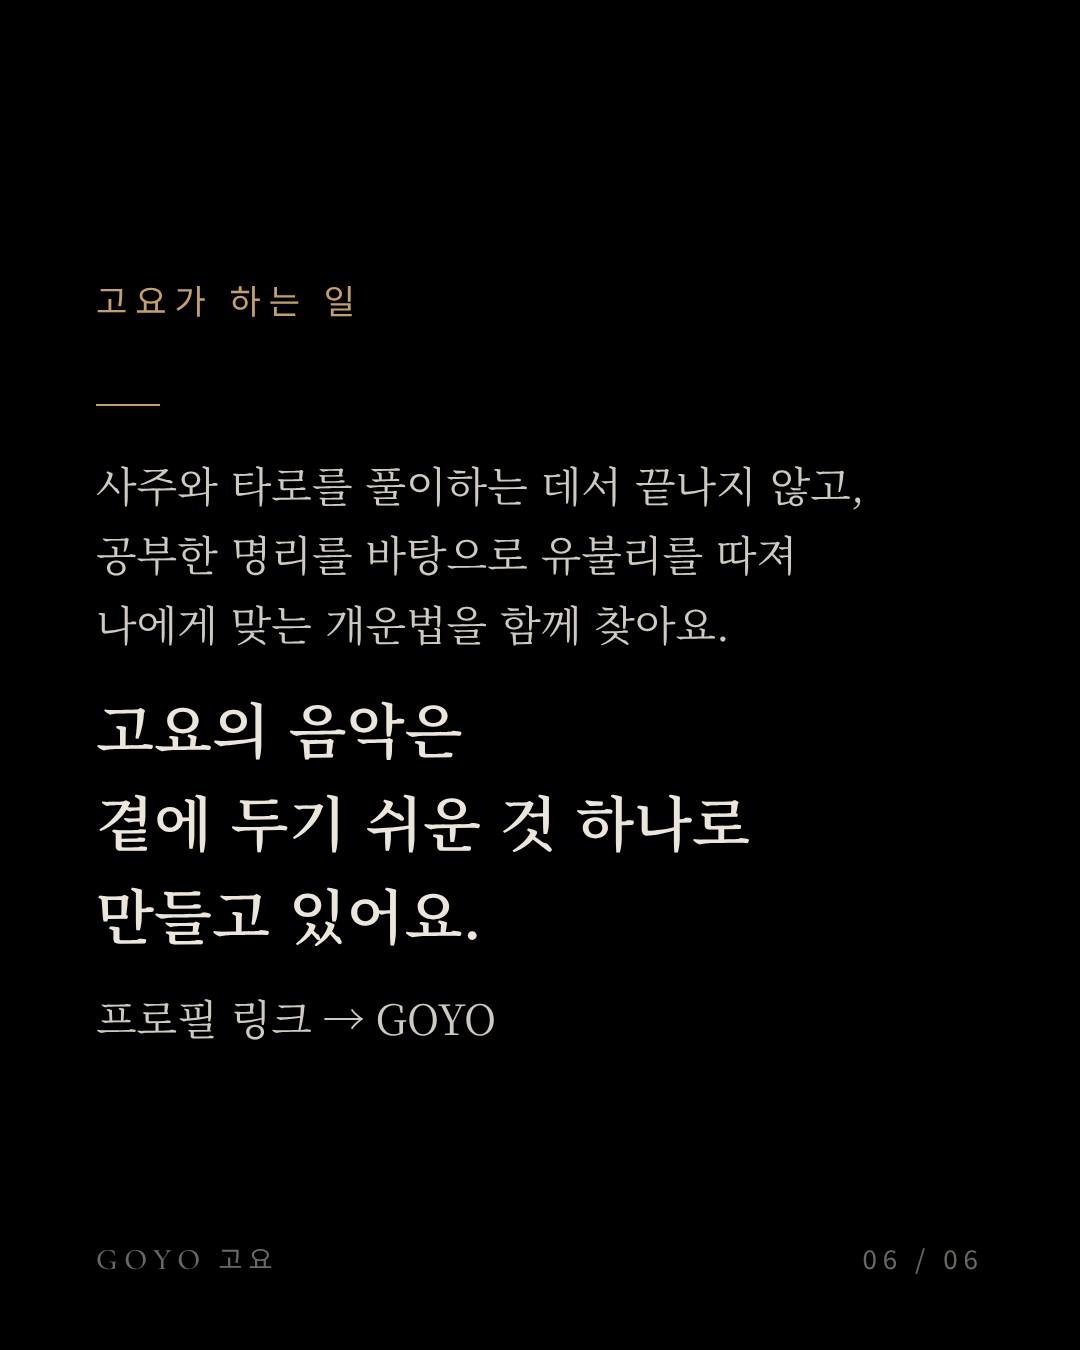 고요가 하는 일
사주와 타로를 풀이하는 데서 끝나지 않고,
공부한 명리를 바탕으로 유불리를 따져
나에게 맞는 개운법을 함께 찾아요.
고요의 음악은
곁에 두기 쉬운 것 하나로
만들고 있어요.
프로필 링크 → GOYO
GOYO 고요
06 / 06